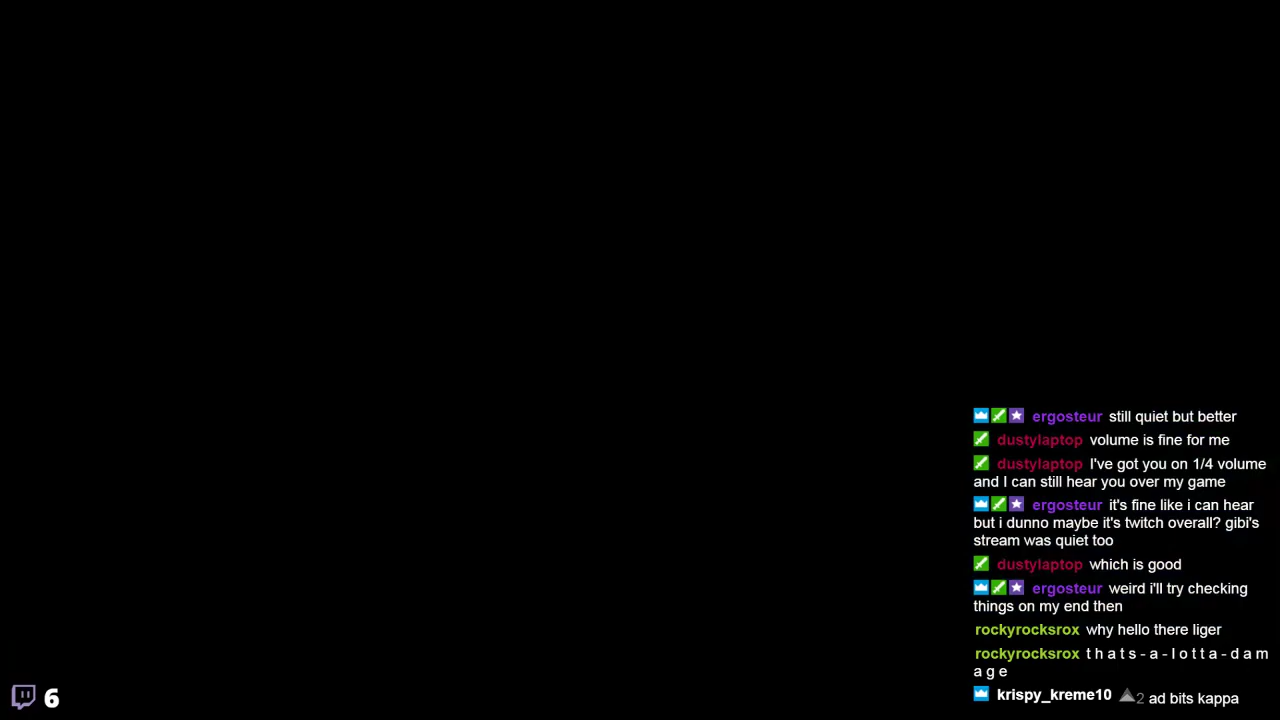 ergosteur still quiet but better
dustylaptop volume is fine for me
dustylaptop I've got you on 1/4 volume
and I can still hear you over my game
ergosteur it's fine like i can hear
but i dunno maybe it's twitch overall? gibi's
stream was quiet too
dustylaptop which is good
ergosteur weird i'll try checking
things on my end then
rockyrocksrox why hello there liger
rockyrocksrox t h a t s - a - l o t t a - d a m
a g e
krispy_kreme10 2 ad bits kappa
6